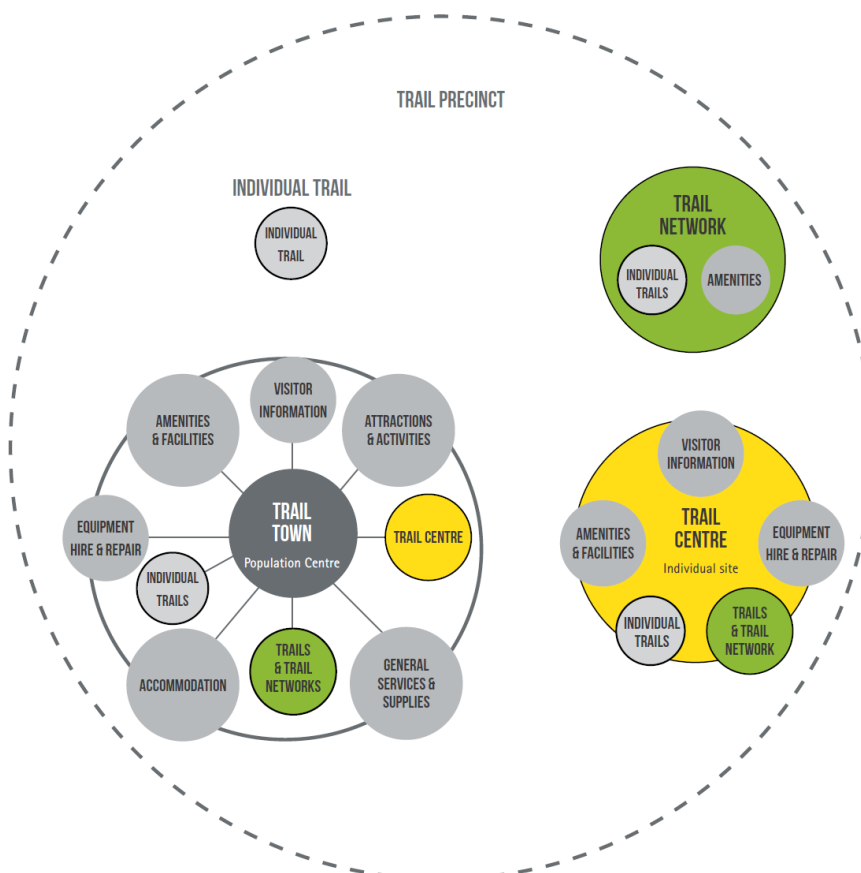 TRAIL PRECINCT
INDIVIDUAL TRAIL
INDIVIDUAL
TRAIL
TRAIL
NETWORK
INDIVIDUAL
TRAILS
AMENITIES
VISITOR
INFORMATION
AMENITIES
& FACILITIES
ATTRACTIONS
& ACTIVITIES
EQUIPMENT
HIRE & REPAIR
TRAIL
TOWN
Population Centre
TRAIL CENTRE
INDIVIDUAL
TRAILS
ACCOMMODATION
TRAILS
& TRAIL
NETWORKS
GENERAL
SERVICES &
SUPPLIES
VISITOR
INFORMATION
AMENITIES
& FACILITIES
TRAIL
CENTRE
Individual site
EQUIPMENT
HIRE & REPAIR
INDIVIDUAL
TRAILS
TRAILS
& TRAIL
NETWORK